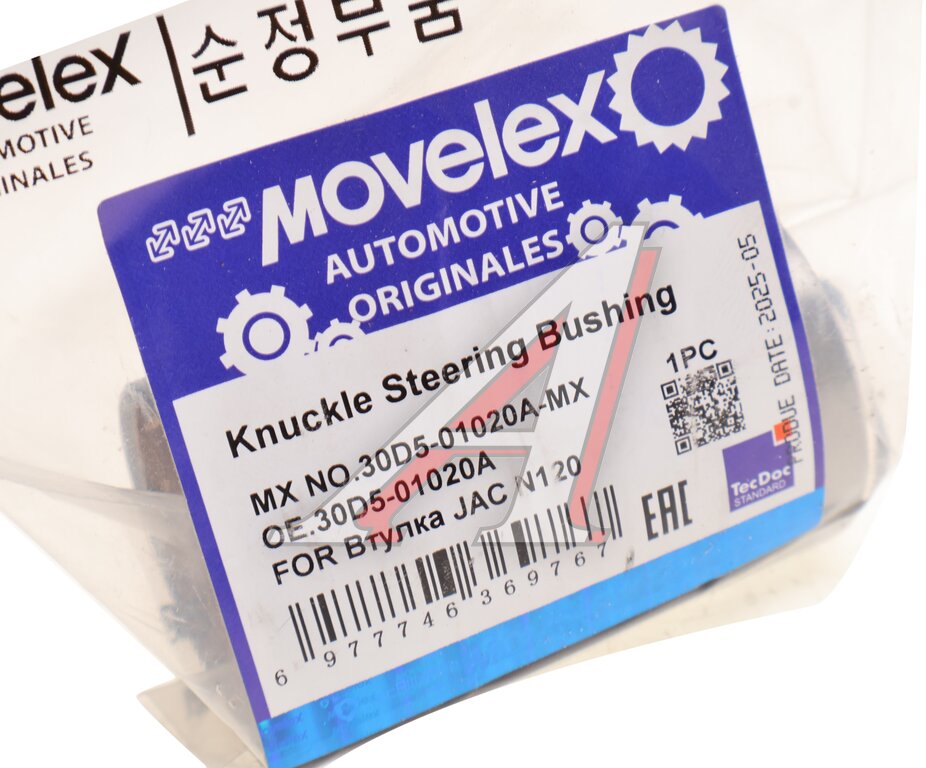 velex | 순정부품
MOTIVE
INALES
Movelex
AUTOMOTIVE
ORIGINALES
Knuckle Steering Bushing
MX NO.30D5-01020A-MX
OE.30D5-01020A
FOR Втулка JAC N120
6 977746 369767
1PC
EAC
TecDoc
STANDARD
PRODUE DATE:2025-05